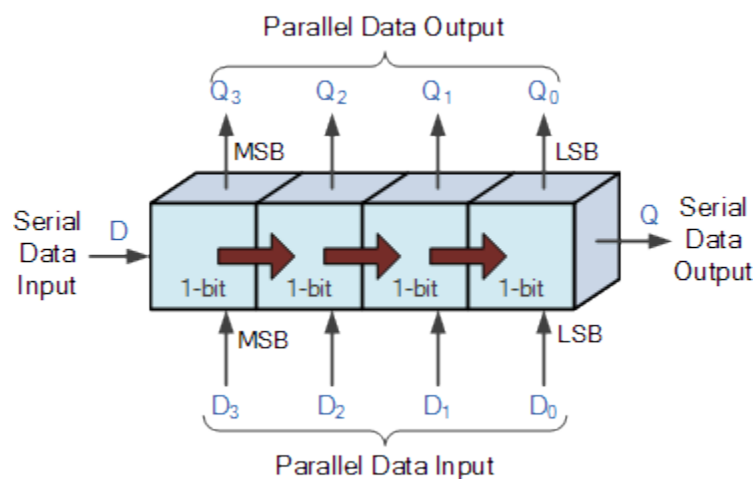 Parallel Data Output
Q₃ Q₂ Q₁ Q₀
MSB LSB
Serial Data Input D
Q Serial Data Output
1-bit 1-bit 1-bit 1-bit
MSB LSB
D₃ D₂ D₁ D₀
Parallel Data Input